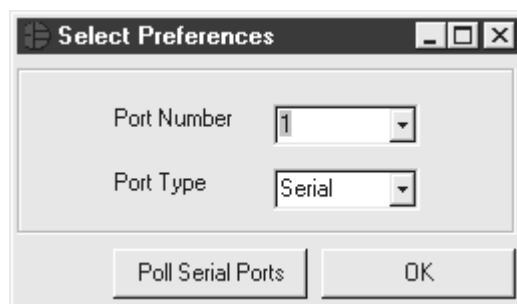 Select Preferences
Port Number 1
Port Type Serial
Poll Serial Ports OK